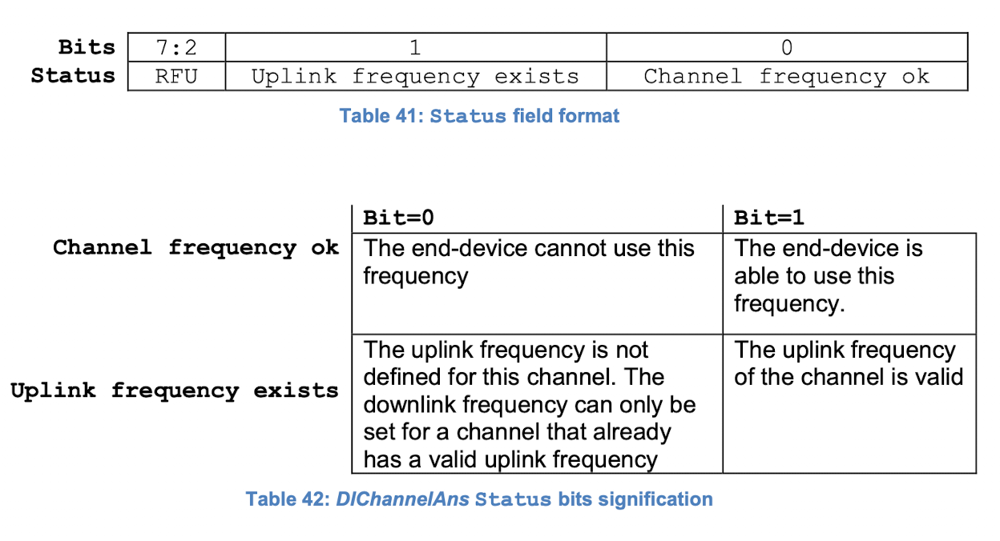 Bits 7:2 1 0
Status RFU Uplink frequency exists Channel frequency ok
Table 41: Status field format
Bit=0 Bit=1
Channel frequency ok
The end-device cannot use this
frequency
The end-device is
able to use this
frequency.
Uplink frequency exists
The uplink frequency is not
defined for this channel. The
downlink frequency can only be
set for a channel that already
has a valid uplink frequency
The uplink frequency
of the channel is valid
Table 42: DlChannelAns Status bits signification